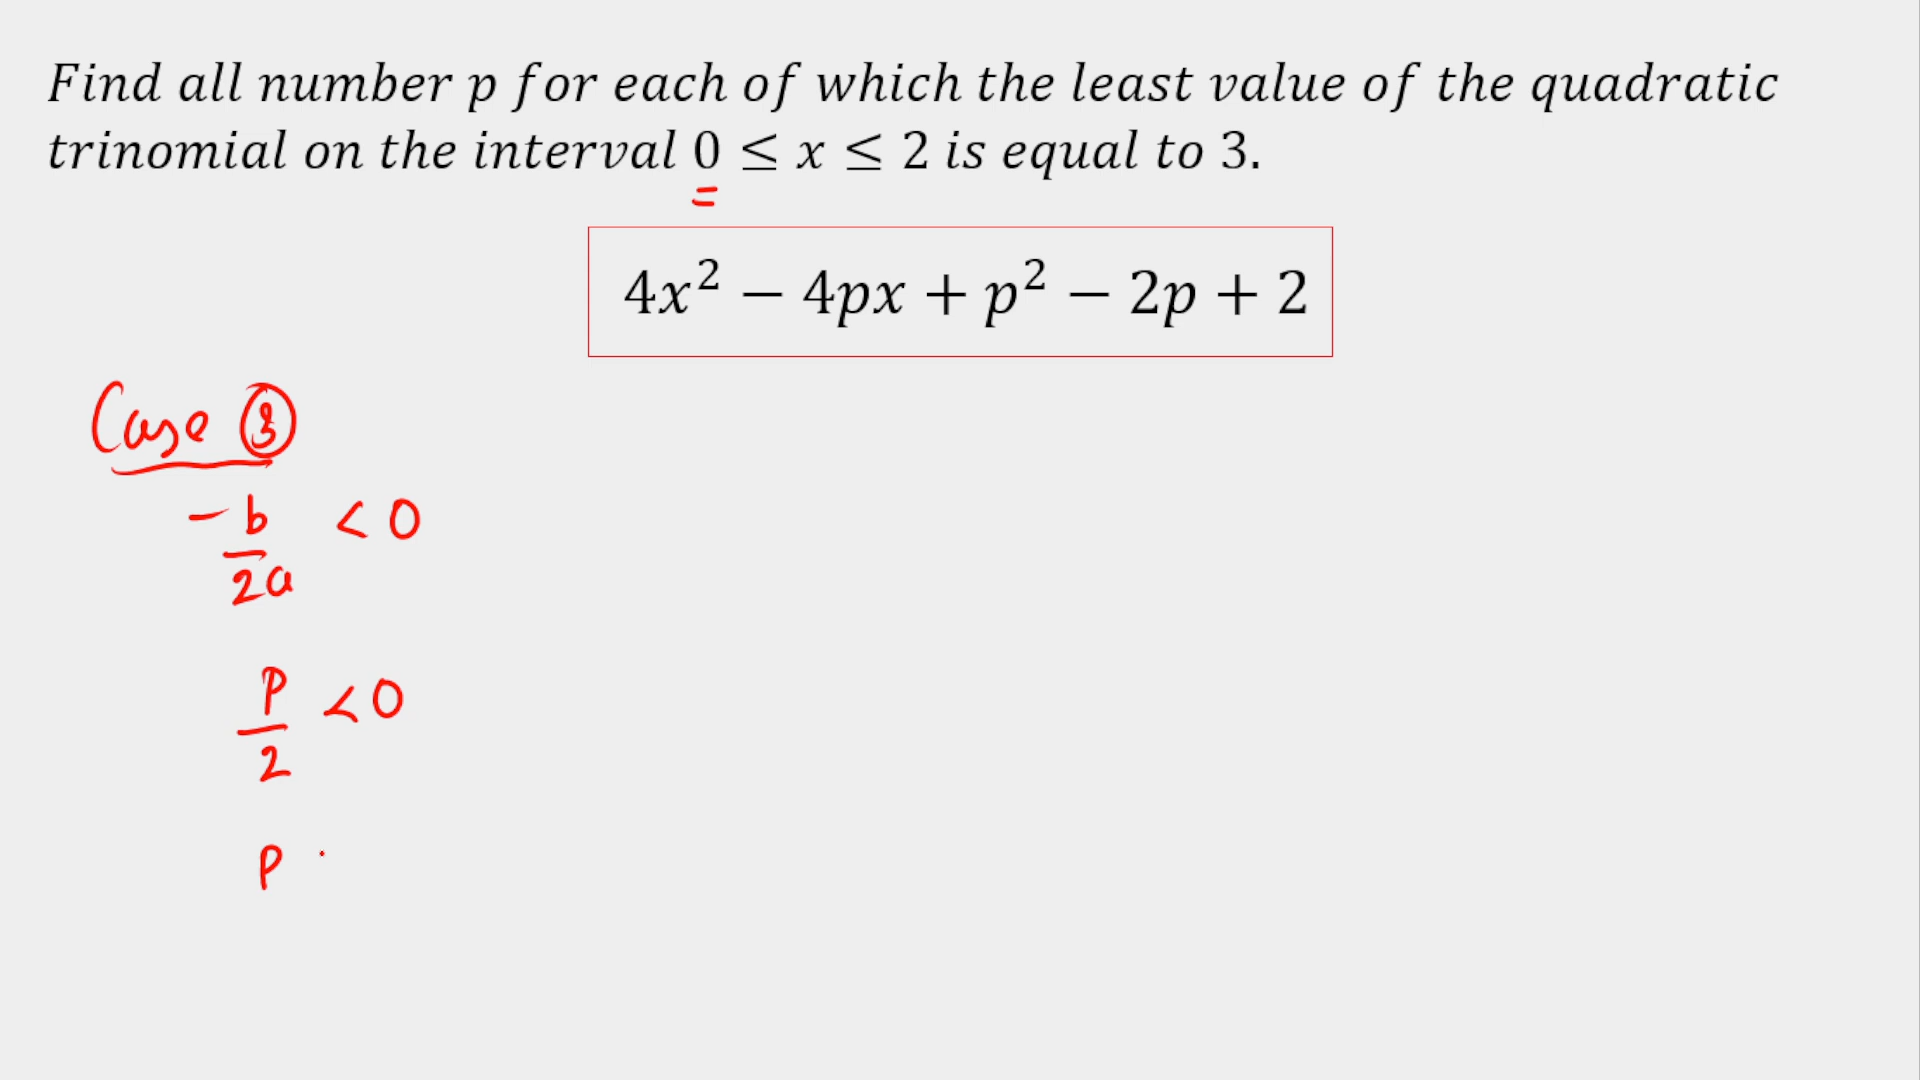 Find all number p for each of which the least value of the quadratic
trinomial on the interval 0 ≤ x ≤ 2 is equal to 3.
=
4x² − 4px + p² − 2p + 2
Case ③
-b/2a < 0
p/2 < 0
p